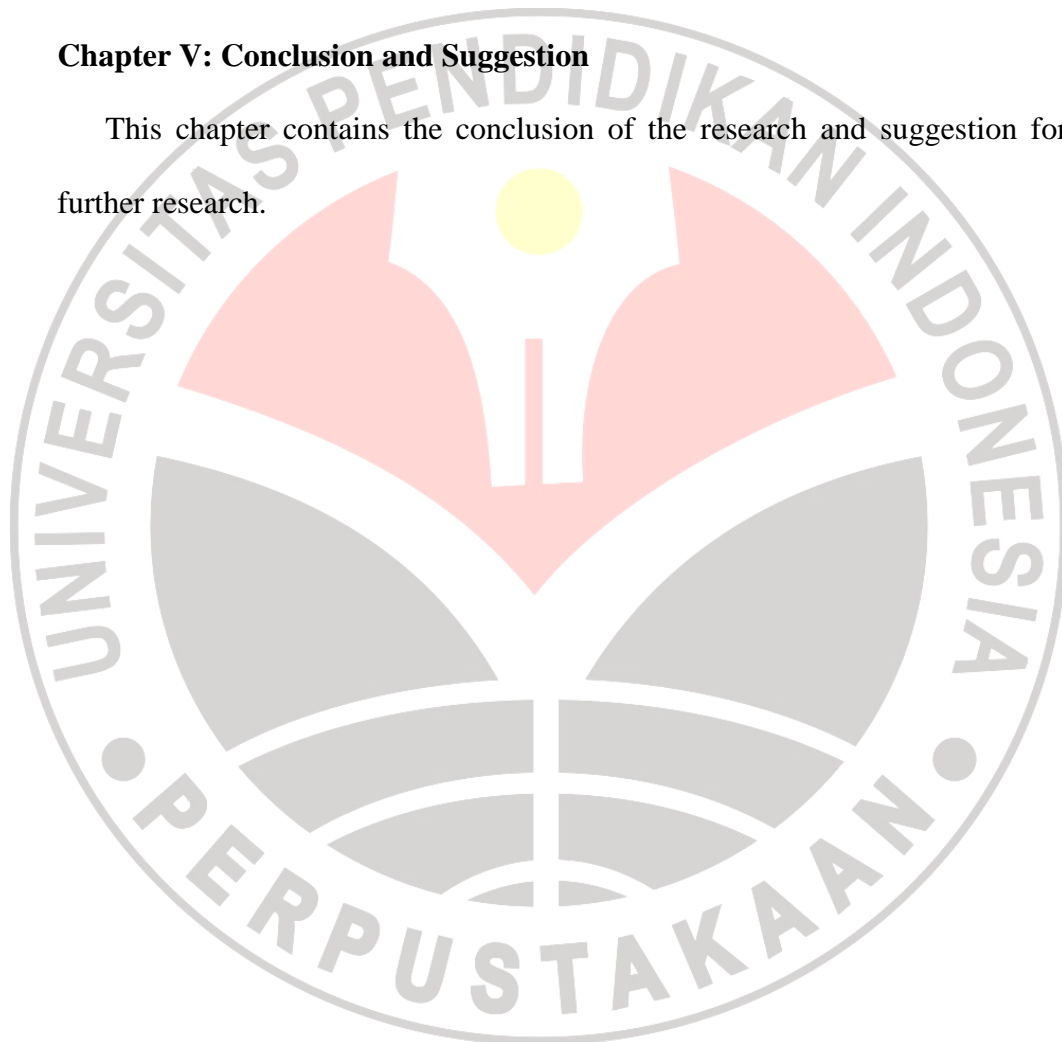 Chapter V: Conclusion and Suggestion
This chapter contains the conclusion of the research and suggestion for
further research.
UNIVERSITAS PENDIDIKAN INDONESIA
PERPUSTAKAAN